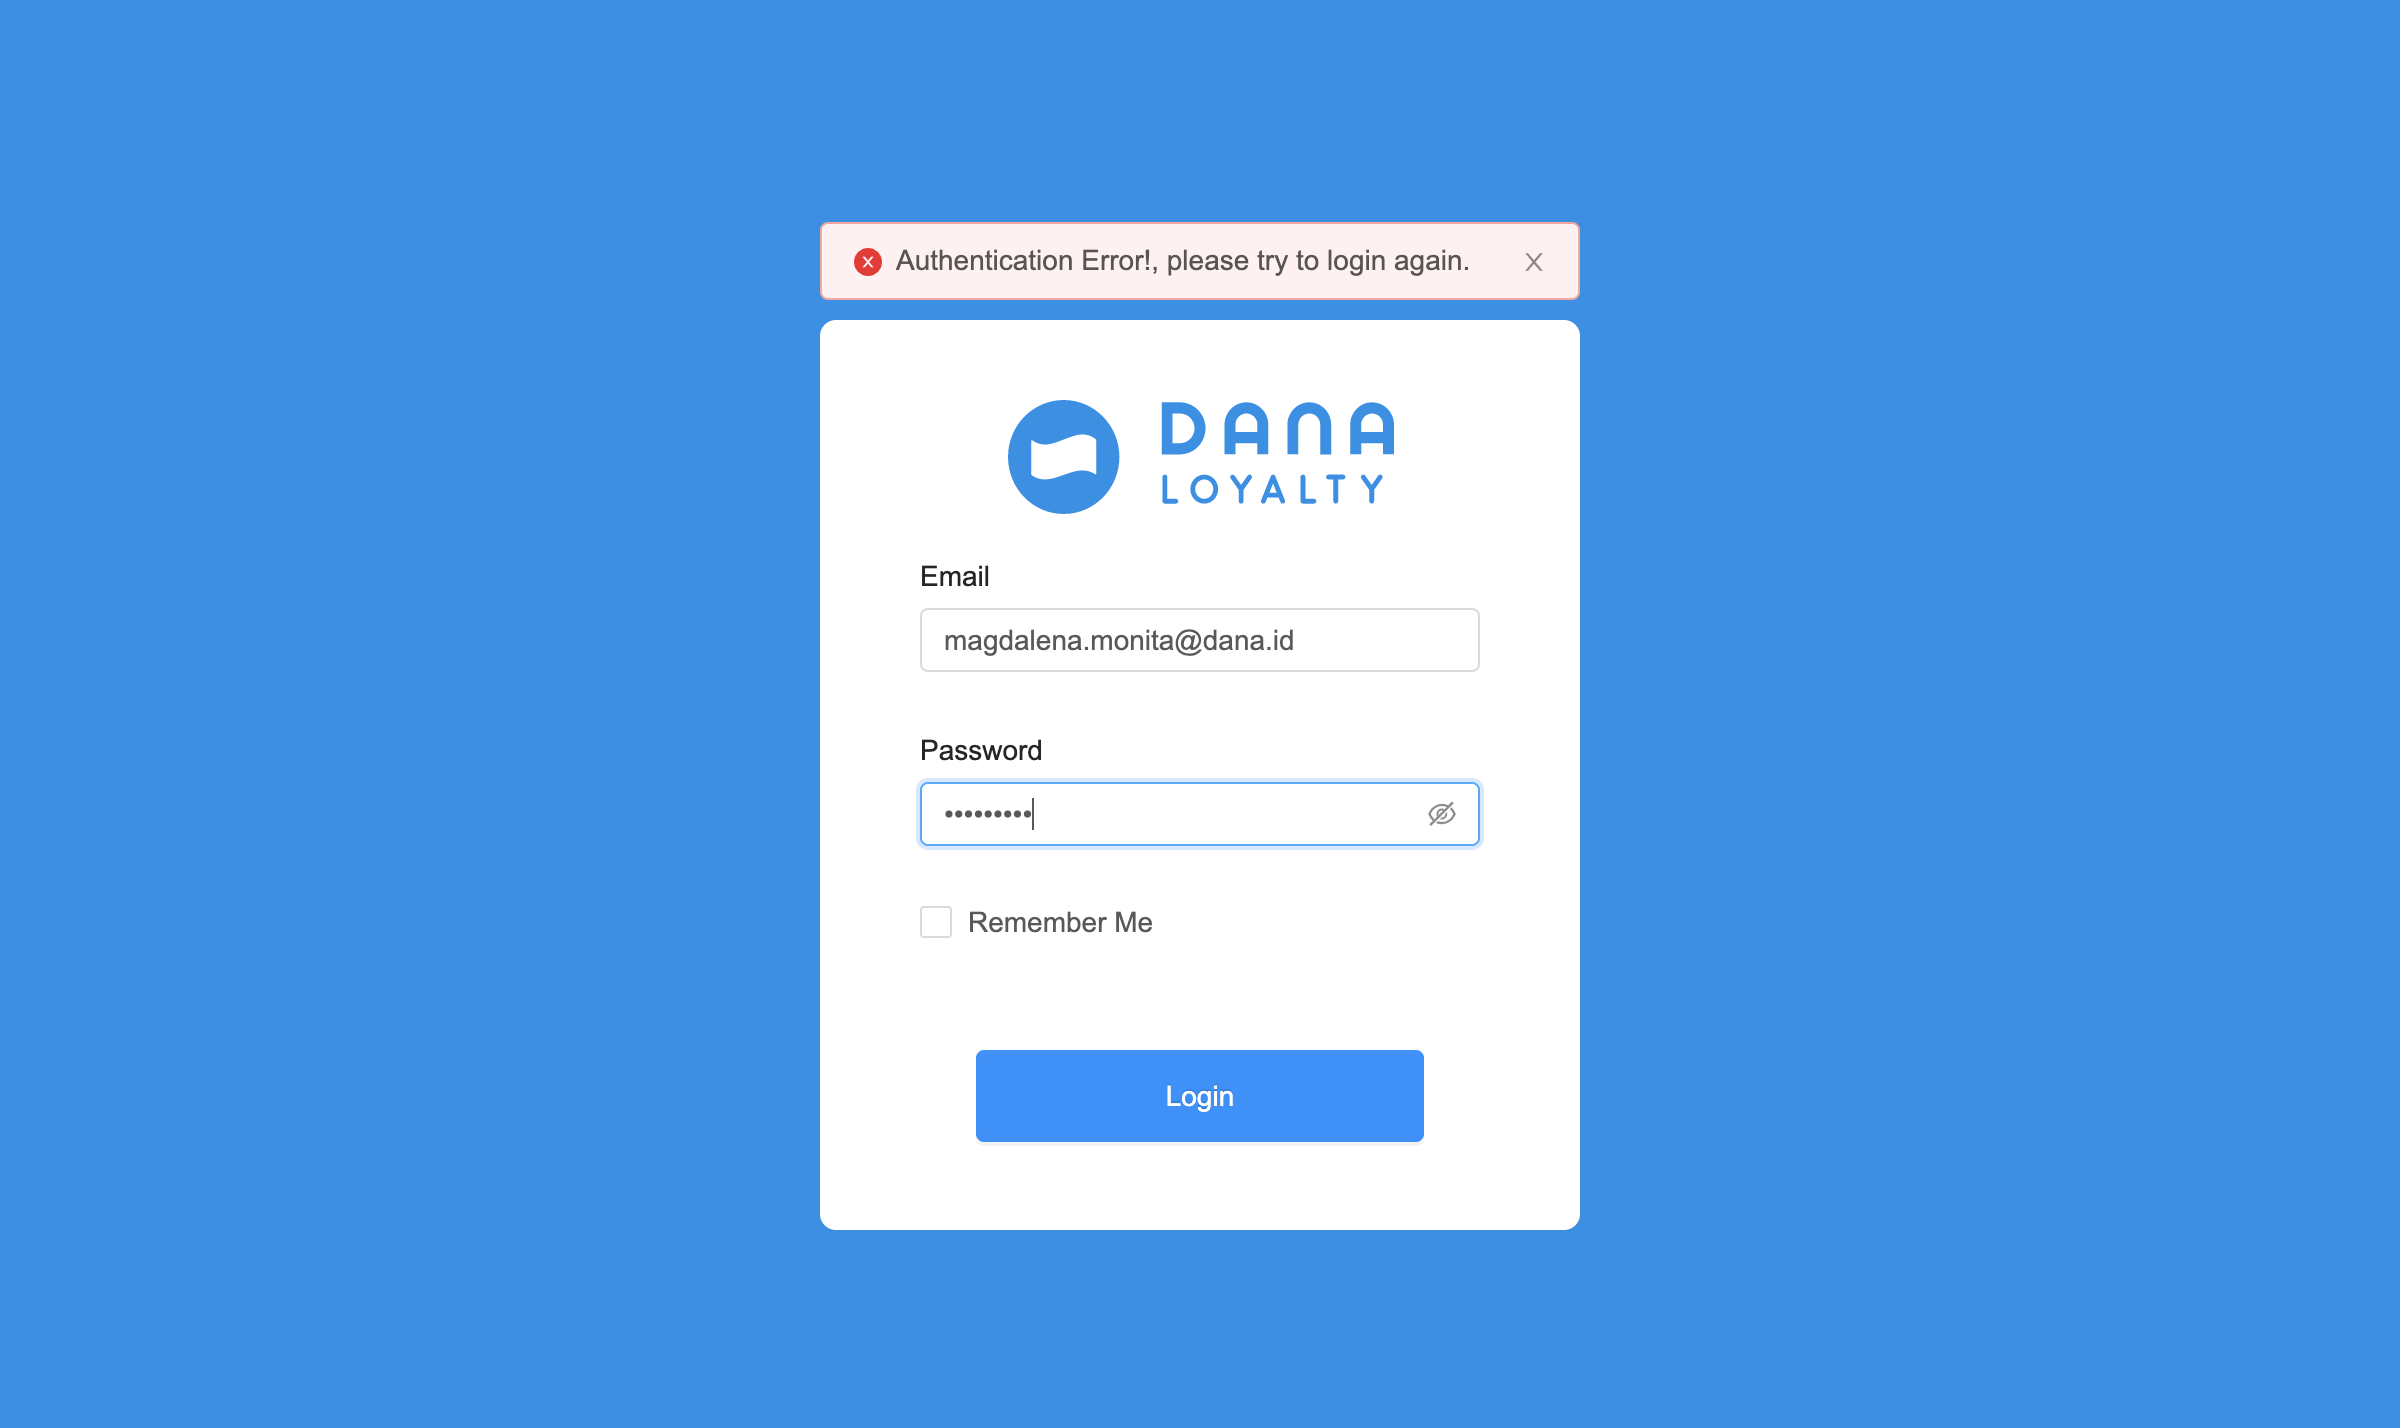 Authentication Error!, please try to login again.
DANA
LOYALTY
Email
magdalena.monita@dana.id
Password
•••••••••
Remember Me
Login